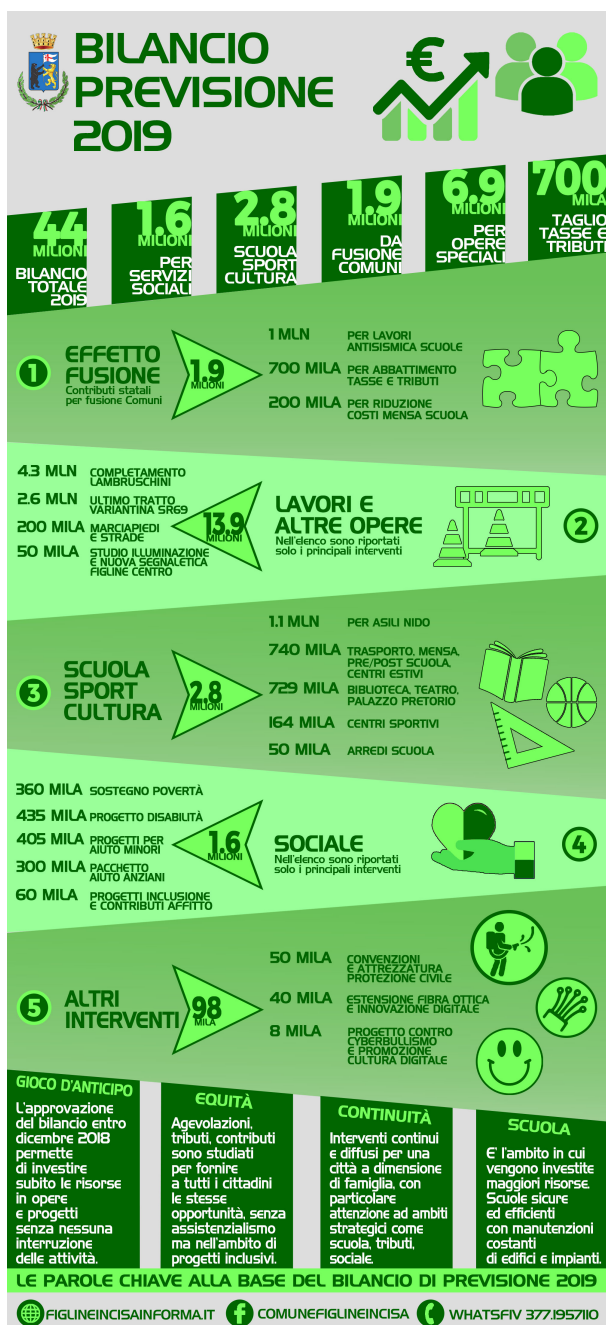 BILANCIO
PREVISIONE
2019
44
MILIONI
BILANCIO
TOTALE
2019
1.6
MILIONI
PER
SERVIZI
SOCIALI
2.8
MILIONI
SCUOLA
SPORT
CULTURA
1.9
MILIONI
DA
FUSIONE
COMUNI
6.9
MILIONI
PER
OPERE
SPECIALI
700
MILA
TAGLIO
TASSE E
TRIBUTI
1
EFFETTO
FUSIONE
Contributi statali
per fusione Comuni
1.9
MILIONI
1 MLN PER LAVORI
ANTISISMICA SCUOLE
700 MILA PER ABBATTIMENTO
TASSE E TRIBUTI
200 MILA PER RIDUZIONE
COSTI MENSA SCUOLA
4.3 MLN COMPLETAMENTO
LAMBRUSCHINI
2.6 MLN ULTIMO TRATTO
VARIANTINA SR69
200 MILA MARCIAPIEDI
E STRADE
50 MILA STUDIO ILLUMINAZIONE
E NUOVA SEGNALETICA
FIGLINE CENTRO
13.9
MILIONI
LAVORI E
ALTRE OPERE
Nell'elenco sono riportati
solo i principali interventi
2
3
SCUOLA
SPORT
CULTURA
2.8
MILIONI
1.1 MLN PER ASILI NIDO
740 MILA TRASPORTO, MENSA,
PRE/POST SCUOLA,
CENTRI ESTIVI
729 MILA BIBLIOTECA, TEATRO,
PALAZZO PRETORIO
164 MILA CENTRI SPORTIVI
50 MILA ARREDI SCUOLA
360 MILA SOSTEGNO POVERTÀ
435 MILA PROGETTO DISABILITÀ
405 MILA PROGETTI PER
AIUTO MINORI
300 MILA PACCHETTO
AIUTO ANZIANI
60 MILA PROGETTI INCLUSIONE
E CONTRIBUTI AFFITTO
1.6
MILIONI
SOCIALE
Nell'elenco sono riportati
solo i principali interventi
4
5
ALTRI
INTERVENTI
98
MILA
50 MILA CONVENZIONI
E ATTREZZATURA
PROTEZIONE CIVILE
40 MILA ESTENSIONE FIBRA OTTICA
E INNOVAZIONE DIGITALE
8 MILA PROGETTO CONTRO
CYBERBULLISMO
E PROMOZIONE
CULTURA DIGITALE
GIOCO D'ANTICIPO
L'approvazione
del bilancio entro
dicembre 2018
permette
di investire
subito le risorse
in opere
e progetti
senza nessuna
interruzione
delle attività.
EQUITÀ
Agevolazioni,
tributi, contributi
sono studiati
per fornire
a tutti i cittadini
le stesse
opportunità, senza
assistenzialismo
ma nell'ambito di
progetti inclusivi.
CONTINUITÀ
Interventi continui
e diffusi per una
città a dimensione
di famiglia, con
particolare
attenzione ad ambiti
strategici come
scuola, tributi,
sociale.
SCUOLA
E' l'ambito in cui
vengono investite
maggiori risorse.
Scuole sicure
ed efficienti
con manutenzioni
costanti
di edifici e impianti.
LE PAROLE CHIAVE ALLA BASE DEL BILANCIO DI PREVISIONE 2019
FIGLINEINCISAINFORMA.IT COMUNEFIGLINEINCISA WHATSFIV 377.1957110